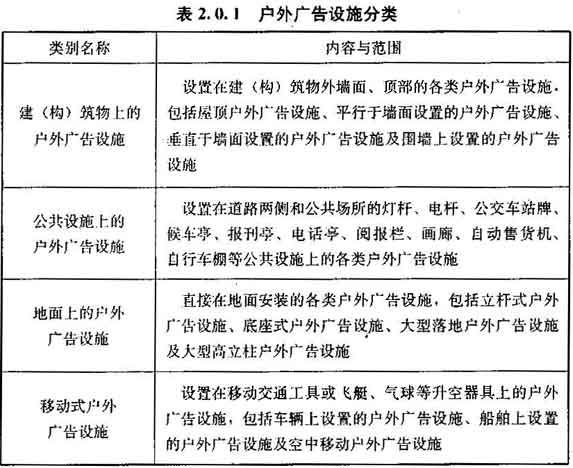 表 2.0.1 户外广告设施分类
类别名称 内容与范围
建（构）筑物上的
户外广告设施
设置在建（构）筑物外墙面、顶部的各类户外广告设施，
包括屋顶户外广告设施、平行于墙面设置的户外广告设施、
垂直于墙面设置的户外广告设施及围墙上设置的户外广告
设施
公共设施上的
户外广告设施
设置在道路两侧和公共场所的灯杆、电杆、公交车站牌、
候车亭、报刊亭、电话亭、阅报栏、画廊、自动售货机、
自行车棚等公共设施上的各类户外广告设施
地面上的户外
广告设施
直接在地面安装的各类户外广告设施，包括立杆式户外
广告设施、底座式户外广告设施、大型落地户外广告设施
及大型高立柱户外广告设施
移动式户外
广告设施
设置在移动交通工具或飞艇、气球等升空器具上的户外
广告设施，包括车辆上设置的户外广告设施、船舶上设置
的户外广告设施及空中移动户外广告设施